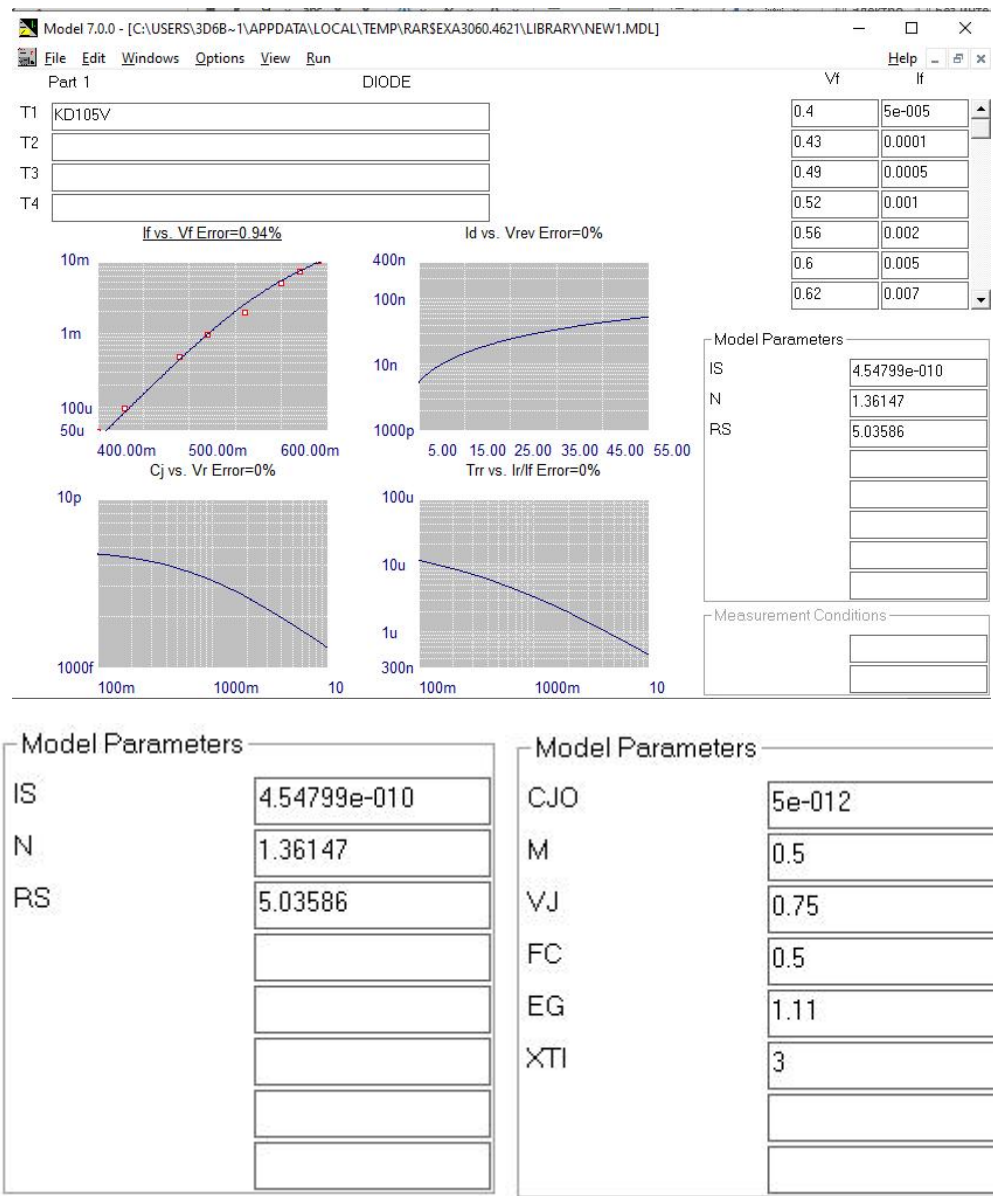 Model 7.0.0 - [C:\USERS\3D6B~1\APPDATA\LOCAL\TEMP\RAR$EXA3060.4621\LIBRARY\NEW1.MDL]
File Edit Windows Options View Run Help
Part 1 DIODE Vf If
T1 KD105V
T2
T3
T4
0.4 5e-005
0.43 0.0001
0.49 0.0005
0.52 0.001
0.56 0.002
0.6 0.005
0.62 0.007
If vs. Vf Error=0.94%
10m
1m
100u
50u
400.00m 500.00m 600.00m
Id vs. Vrev Error=0%
400n
100n
10n
1000p
5.00 15.00 25.00 35.00 45.00 55.00
Cj vs. Vr Error=0%
10p
1000f
100m 1000m 10
Trr vs. Ir/If Error=0%
100u
10u
1u
300n
100m 1000m 10
Model Parameters
IS 4.54799e-010
N 1.36147
RS 5.03586
Measurement Conditions
Model Parameters
IS 4.54799e-010
N 1.36147
RS 5.03586
Model Parameters
CJO 5e-012
M 0.5
VJ 0.75
FC 0.5
EG 1.11
XTI 3